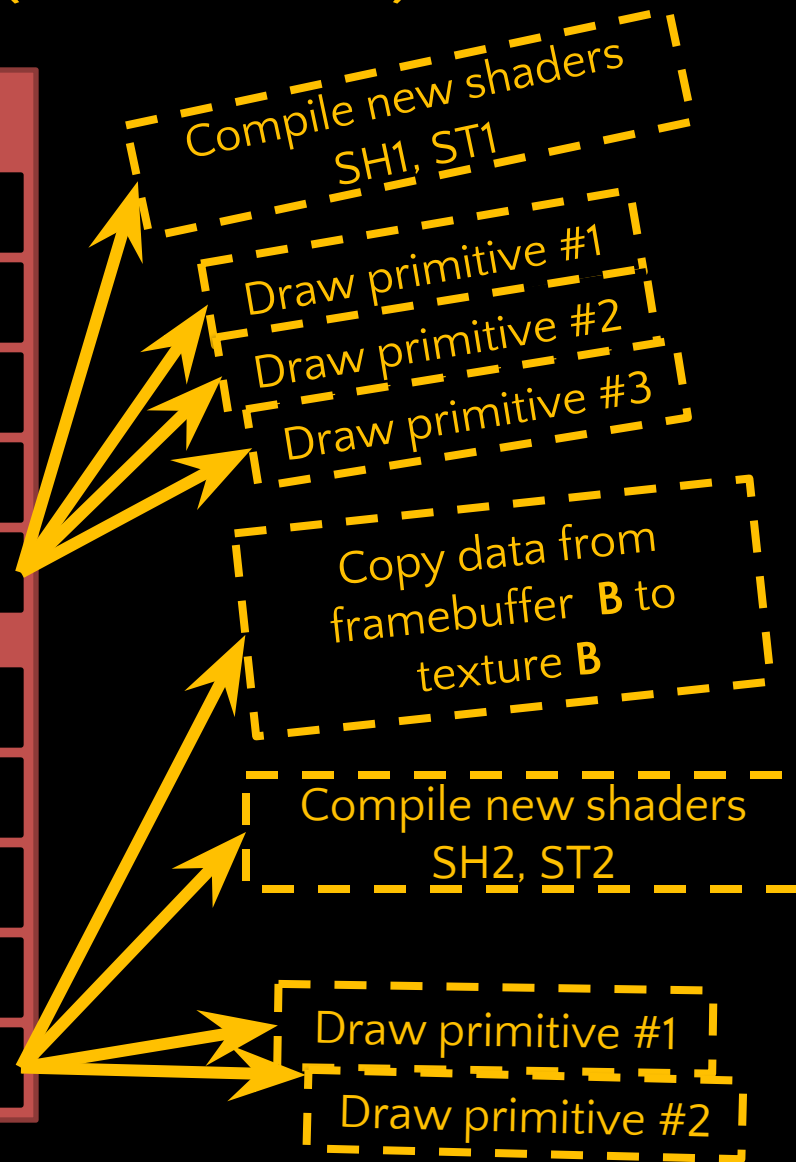 Compile new shaders
SH1, ST1
Draw primitive #1
Draw primitive #2
Draw primitive #3
Copy data from
framebuffer B to
texture B
Compile new shaders
SH2, ST2
Draw primitive #1
Draw primitive #2